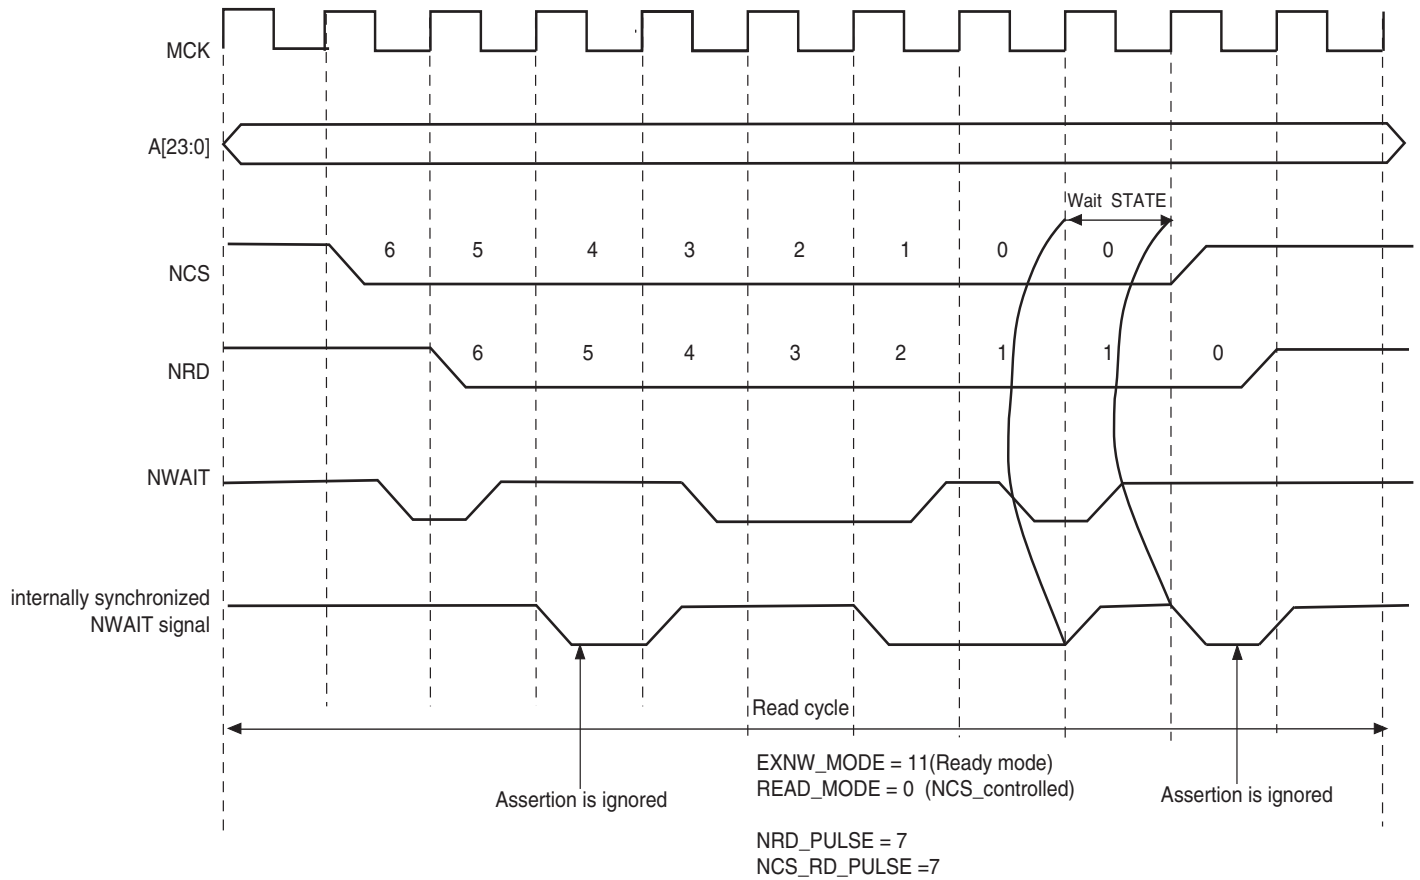 MCK
A[23:0]
Wait STATE
NCS
6 5 4 3 2 1 0 0
NRD
6 5 4 3 2 1 1 0
NWAIT
internally synchronized
NWAIT signal
Read cycle
EXNW_MODE = 11(Ready mode)
READ_MODE = 0 (NCS_controlled)
Assertion is ignored
Assertion is ignored
NRD_PULSE = 7
NCS_RD_PULSE =7